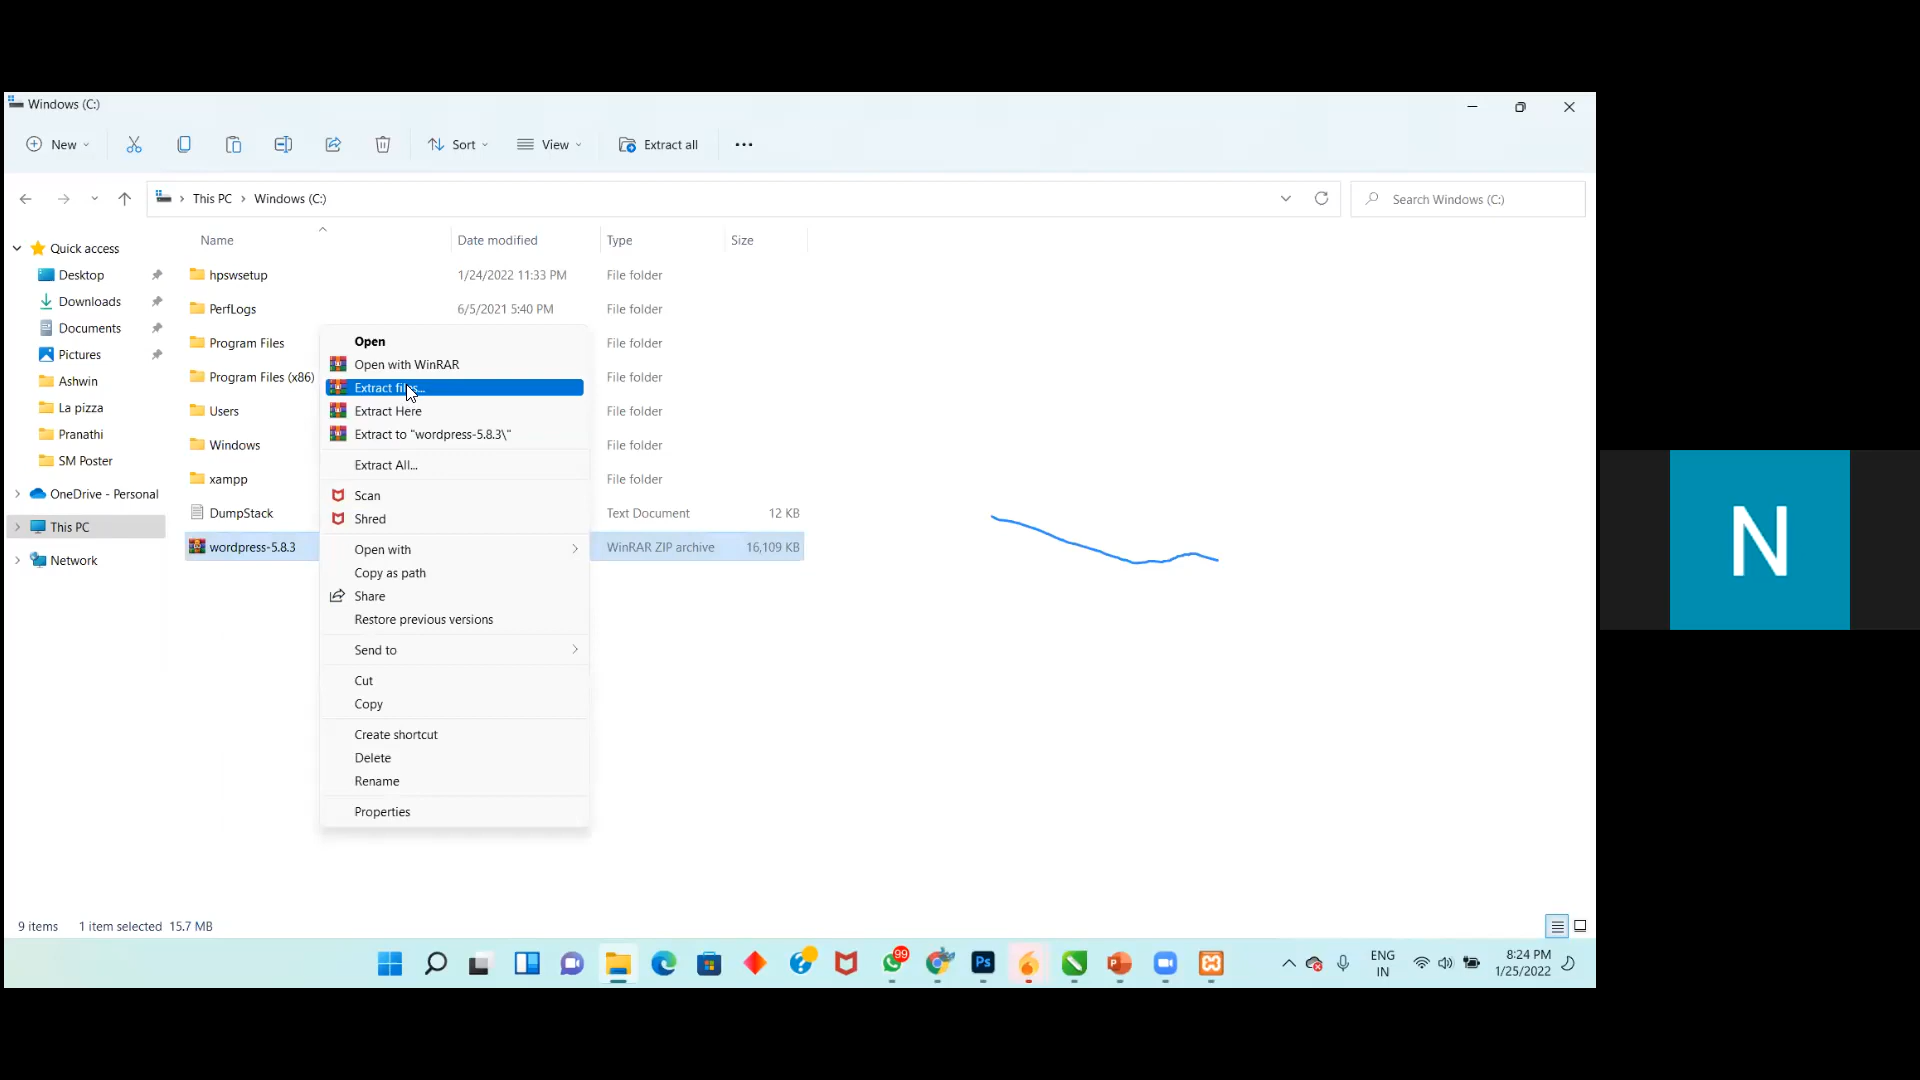 Windows (C:)
New
Sort
View
Extract all
This PC
Windows (C:)
Search Windows (C:)
Name
Date modified
Type
Size
Quick access
Desktop
Downloads
Documents
Pictures
Ashwin
La pizza
Pranathi
SM Poster
OneDrive - Personal
This PC
Network
hpswsetup 1/24/2022 11:33 PM File folder
PerfLogs 6/5/2021 5:40 PM File folder
Program Files File folder
Program Files (x86) File folder
Users File folder
Windows File folder
xampp File folder
DumpStack Text Document 12 KB
wordpress-5.8.3 WinRAR ZIP archive 16,109 KB
Open
Open with WinRAR
Extract files...
Extract Here
Extract to "wordpress-5.8.3\"
Extract All...
Scan
Shred
Open with
Copy as path
Share
Restore previous versions
Send to
Cut
Copy
Create shortcut
Delete
Rename
Properties
N
9 items 1 item selected 15.7 MB
99
Ps
P
ENG
IN
8:24 PM
1/25/2022